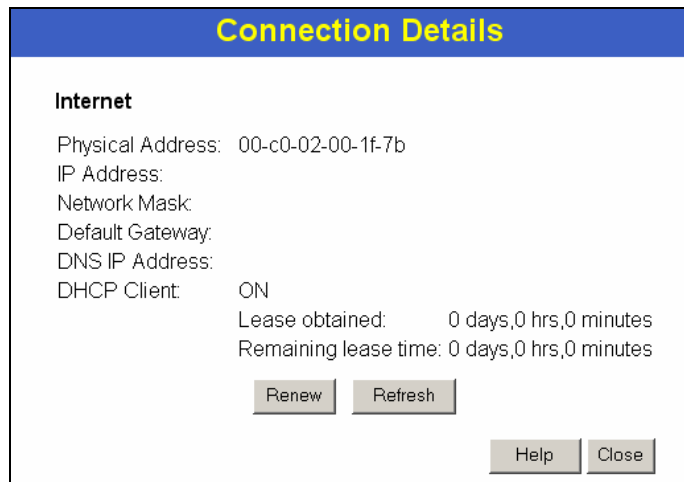 Connection Details
Internet
Physical Address: 00-c0-02-00-1f-7b
IP Address:
Network Mask:
Default Gateway:
DNS IP Address:
DHCP Client: ON
Lease obtained: 0 days,0 hrs,0 minutes
Remaining lease time: 0 days,0 hrs,0 minutes
Renew Refresh
Help Close